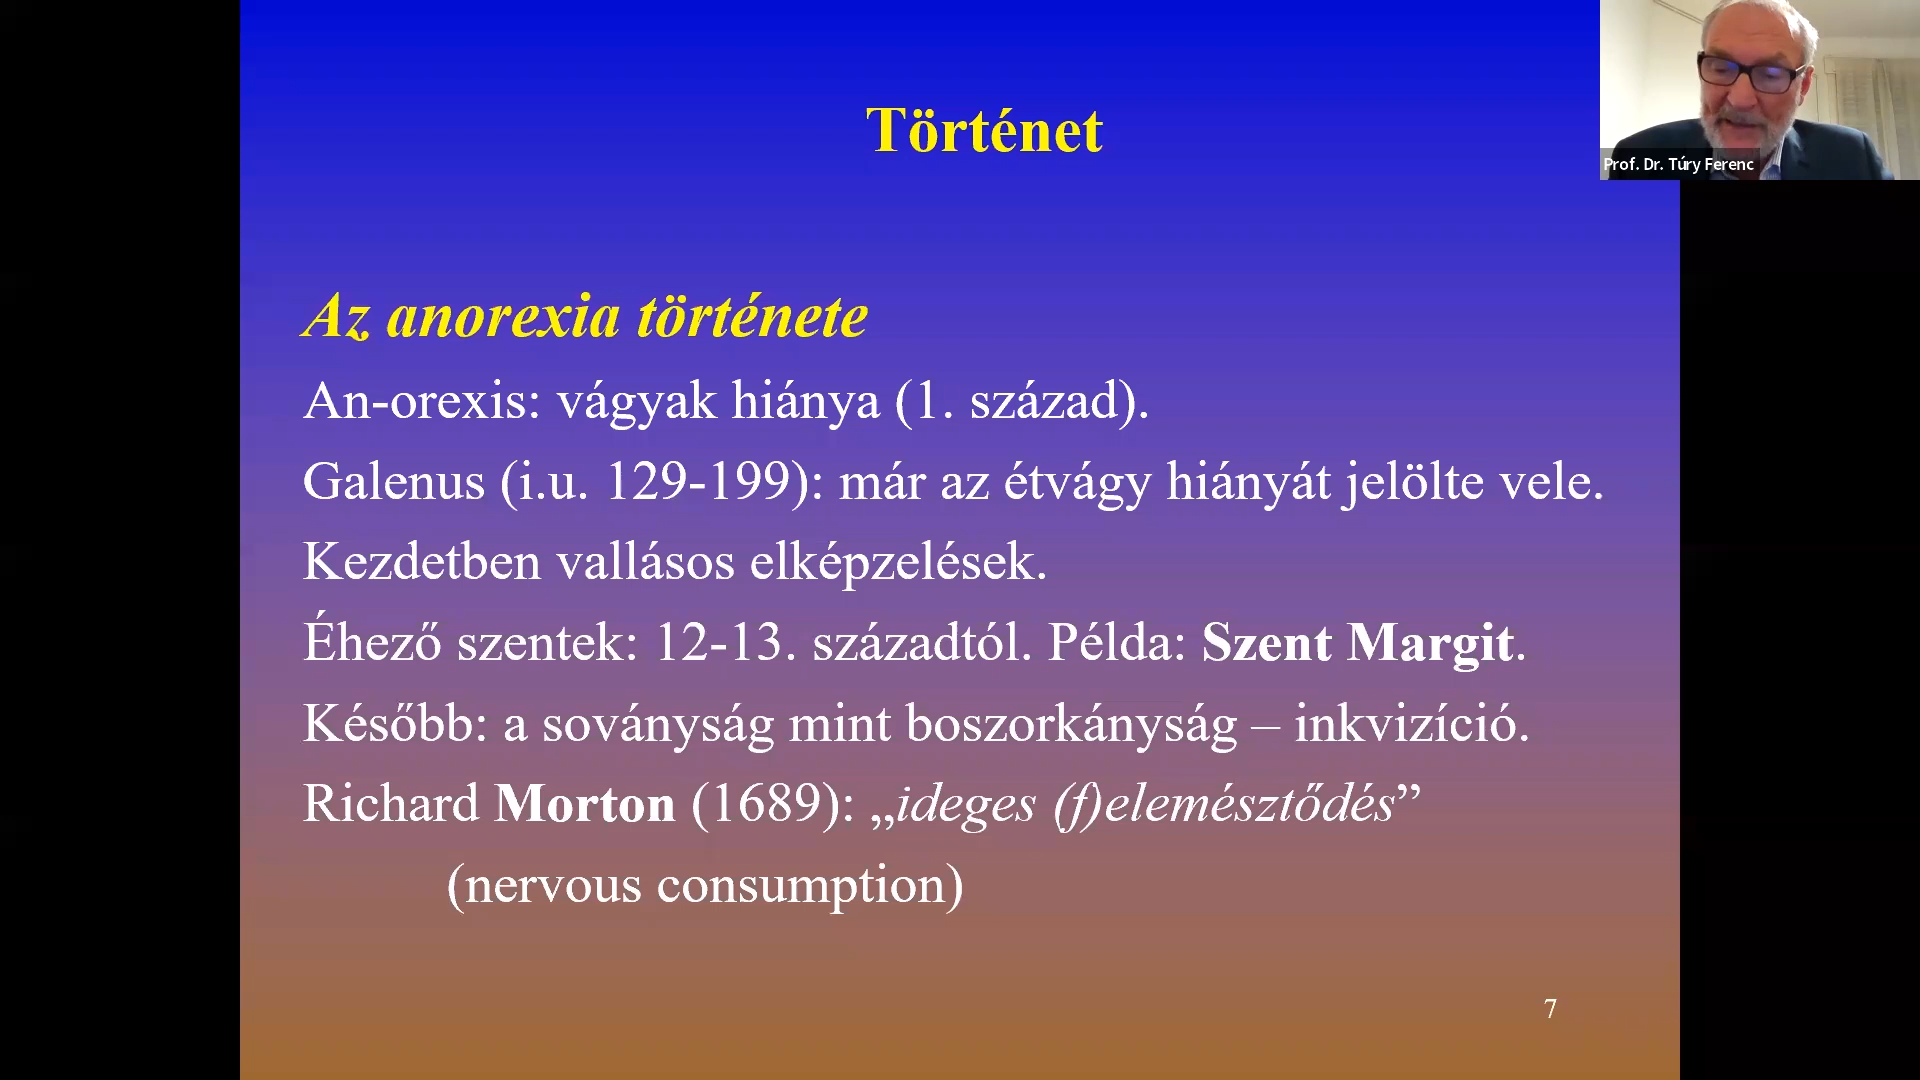 Történet
Prof. Dr. Túry Ferenc
Az anorexia története
An-orexis: vágyak hiánya (1. század).
Galenus (i.u. 129-199): már az étvágy hiányát jelölte vele.
Kezdetben vallásos elképzelések.
Éhező szentek: 12-13. századtól. Példa: Szent Margit.
Később: a soványság mint boszorkányság – inkvizíció.
Richard Morton (1689): „ideges (f)elemésztődés”
(nervous consumption)
7